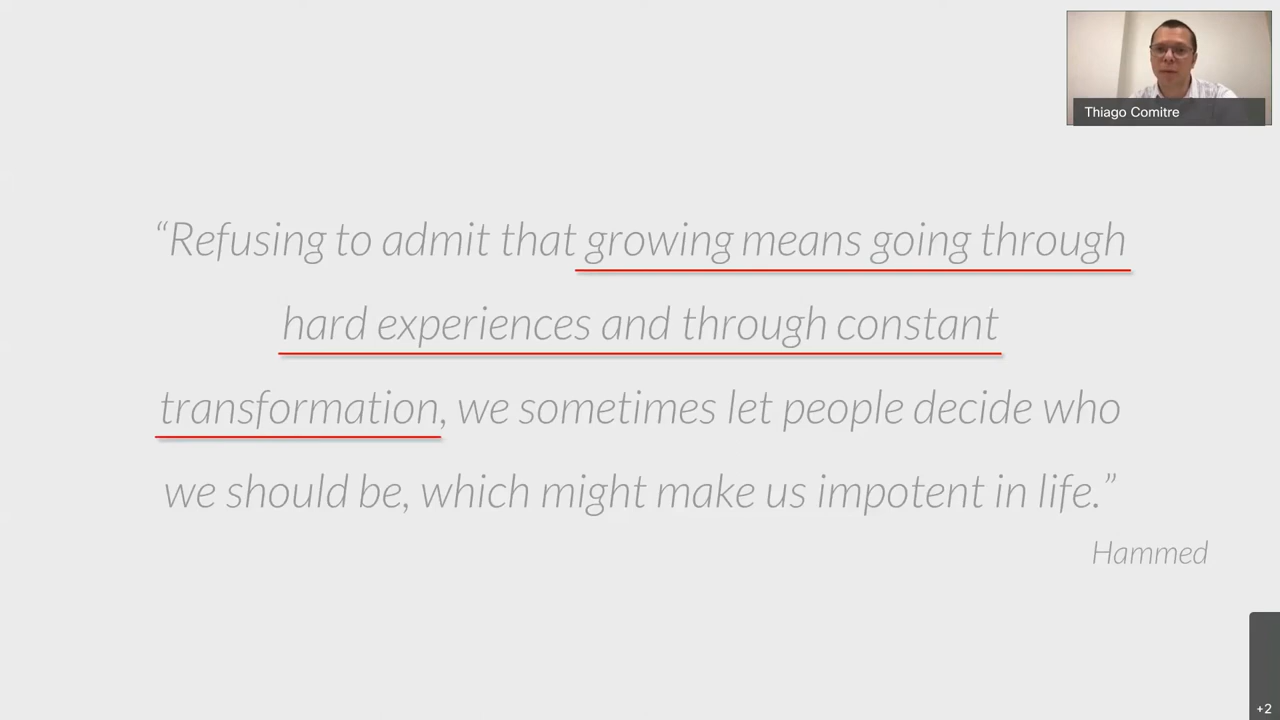 Thiago Comitre
“Refusing to admit that growing means going through
hard experiences and through constant
transformation, we sometimes let people decide who
we should be, which might make us impotent in life.”
Hammed
+2